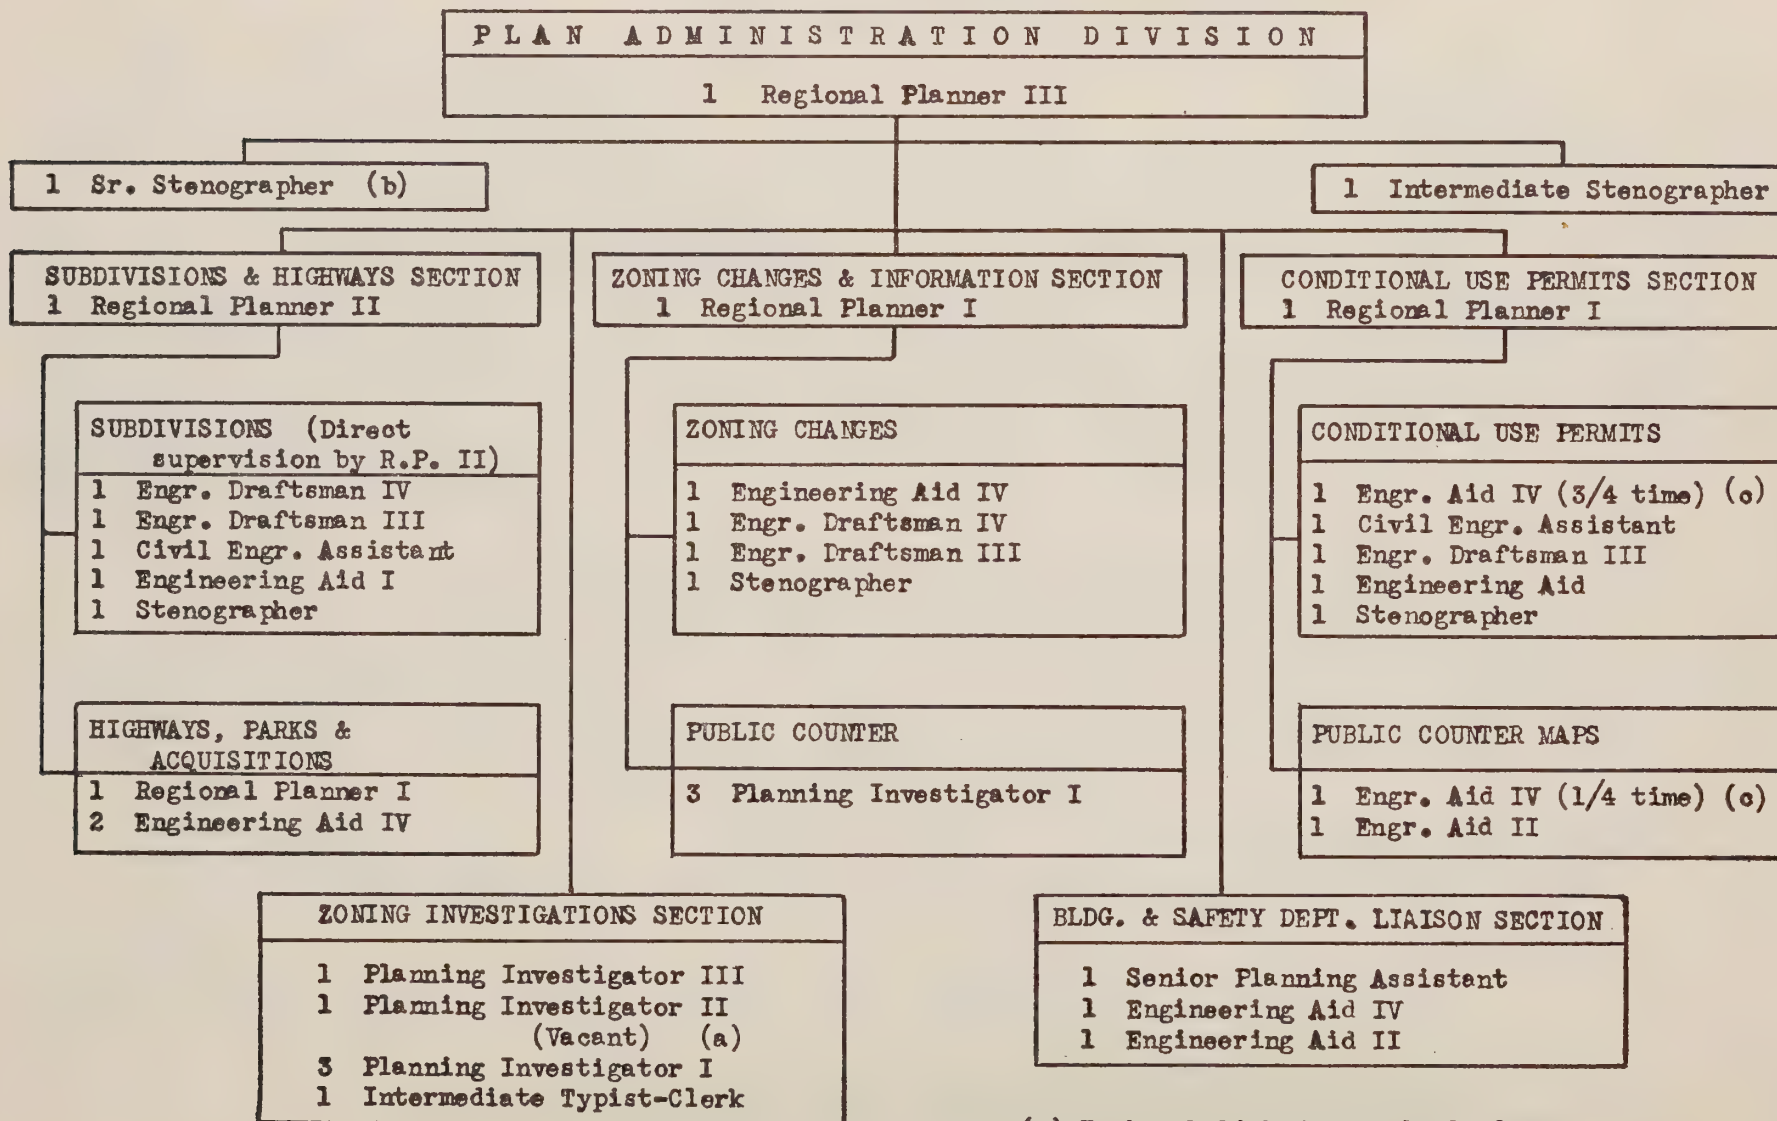 PLAN ADMINISTRATION DIVISION
1 Regional Planner III
1 Sr. Stenographer (b)
1 Intermediate Stenographer
SUBDIVISIONS & HIGHWAYS SECTION
1 Regional Planner II
ZONING CHANGES & INFORMATION SECTION
1 Regional Planner I
CONDITIONAL USE PERMITS SECTION
1 Regional Planner I
SUBDIVISIONS (Direct
supervision by R.P. II)
1 Engr. Draftsman IV
1 Engr. Draftsman III
1 Civil Engr. Assistant
1 Engineering Aid I
1 Stenographer
ZONING CHANGES
1 Engineering Aid IV
1 Engr. Draftsman IV
1 Engr. Draftsman III
1 Stenographer
CONDITIONAL USE PERMITS
1 Engr. Aid IV (3/4 time) (c)
1 Civil Engr. Assistant
1 Engr. Draftsman III
1 Engineering Aid
1 Stenographer
HIGHWAYS, PARKS &
ACQUISITIONS
1 Regional Planner I
2 Engineering Aid IV
PUBLIC COUNTER
3 Planning Investigator I
PUBLIC COUNTER MAPS
1 Engr. Aid IV (1/4 time) (c)
1 Engr. Aid II
ZONING INVESTIGATIONS SECTION
1 Planning Investigator III
1 Planning Investigator II
(Vacant) (a)
3 Planning Investigator I
1 Intermediate Typist-Clerk
BLDG. & SAFETY DEPT. LIAISON SECTION
1 Senior Planning Assistant
1 Engineering Aid IV
1 Engineering Aid II